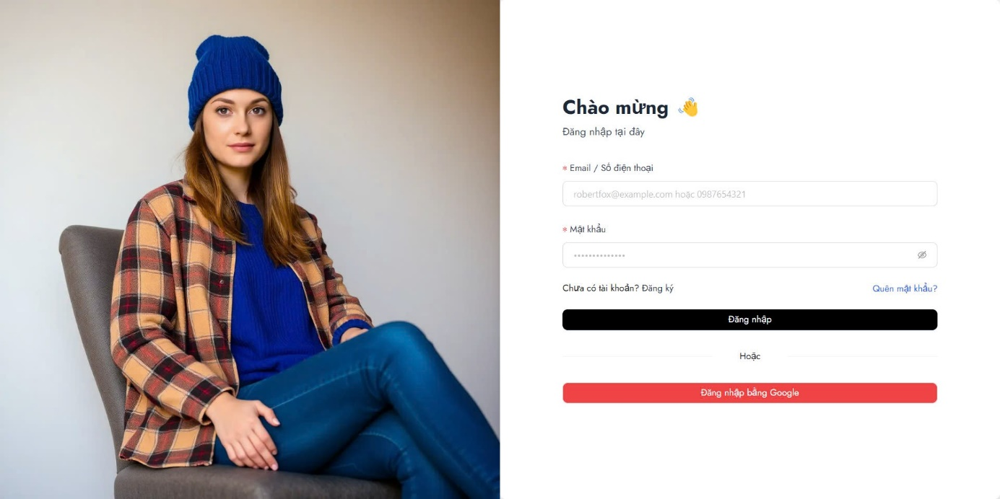 Chào mừng 👋
Đăng nhập tại đây
* Email / Số điện thoại
robertfox@example.com hoặc 0987654321
* Mật khẩu
••••••••••••••
Chưa có tài khoản? Đăng ký
Quên mật khẩu?
Đăng nhập
Hoặc
Đăng nhập bằng Google